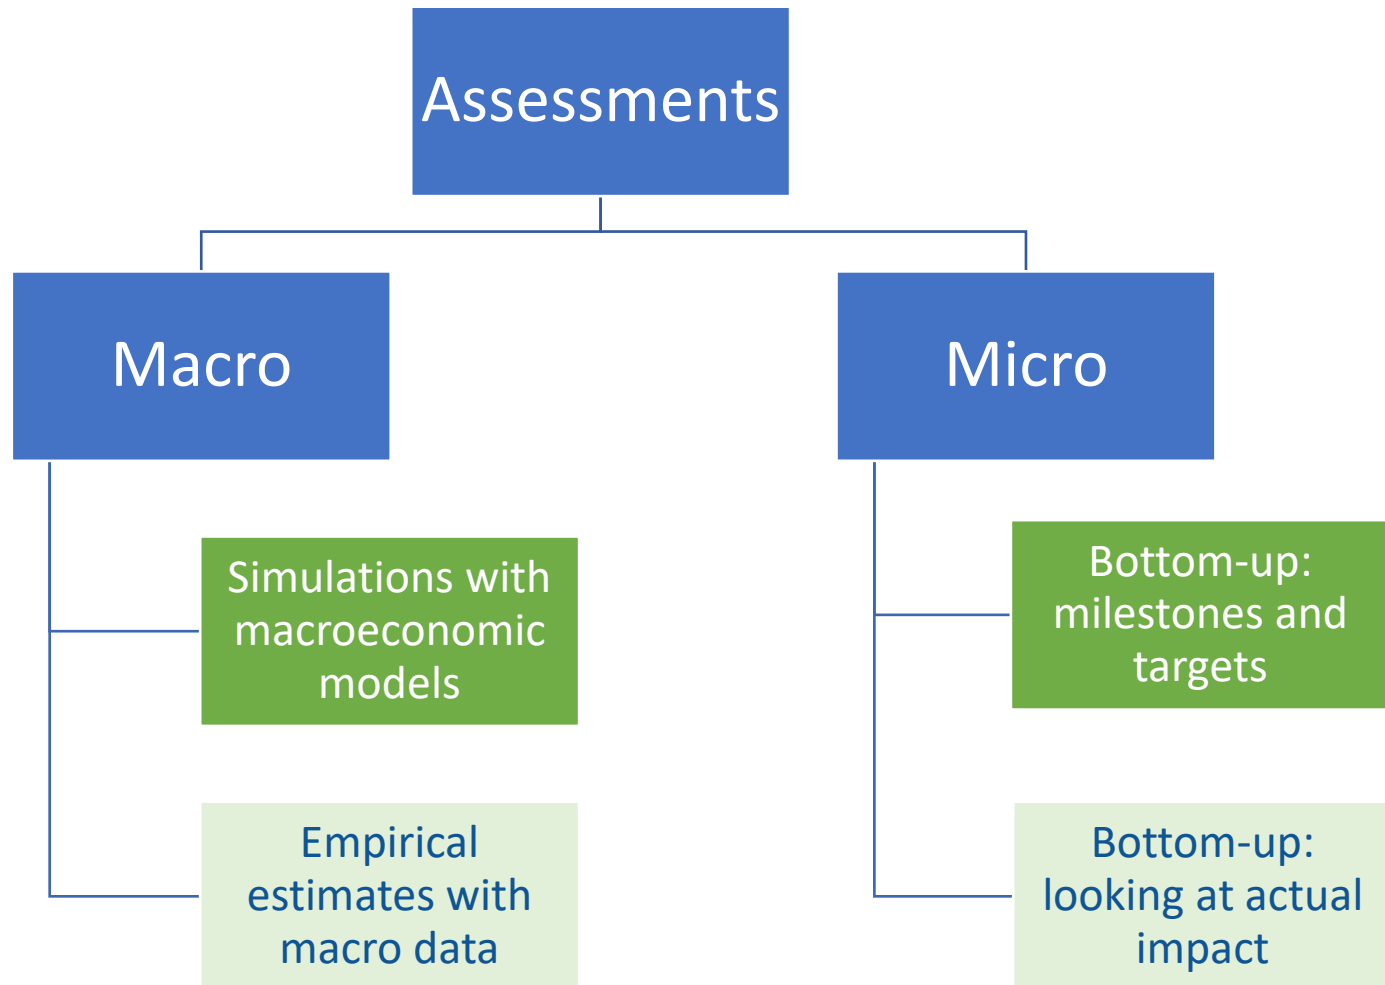 Assessments
Macro
Micro
Simulations with
macroeconomic
models
Bottom-up:
milestones and
targets
Empirical
estimates with
macro data
Bottom-up:
looking at actual
impact